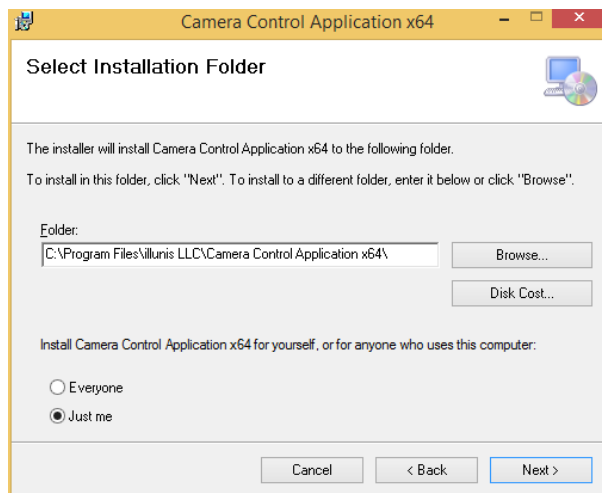 Camera Control Application x64
Select Installation Folder
The installer will install Camera Control Application x64 to the following folder.
To install in this folder, click "Next". To install to a different folder, enter it below or click "Browse".
Folder:
C:\Program Files\illunis LLC\Camera Control Application x64\
Browse...
Disk Cost...
Install Camera Control Application x64 for yourself, or for anyone who uses this computer:
Everyone
Just me
Cancel
< Back
Next >